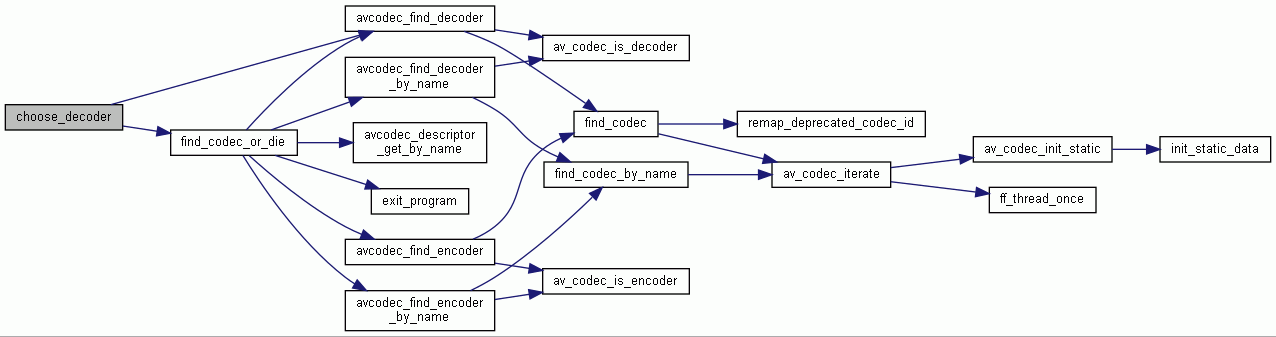 avcodec_find_decoder
av_codec_is_decoder
avcodec_find_decoder
_by_name
choose_decoder
find_codec
remap_deprecated_codec_id
find_codec_or_die
avcodec_descriptor
_get_by_name
av_codec_init_static
init_static_data
find_codec_by_name
av_codec_iterate
exit_program
ff_thread_once
avcodec_find_encoder
av_codec_is_encoder
avcodec_find_encoder
_by_name